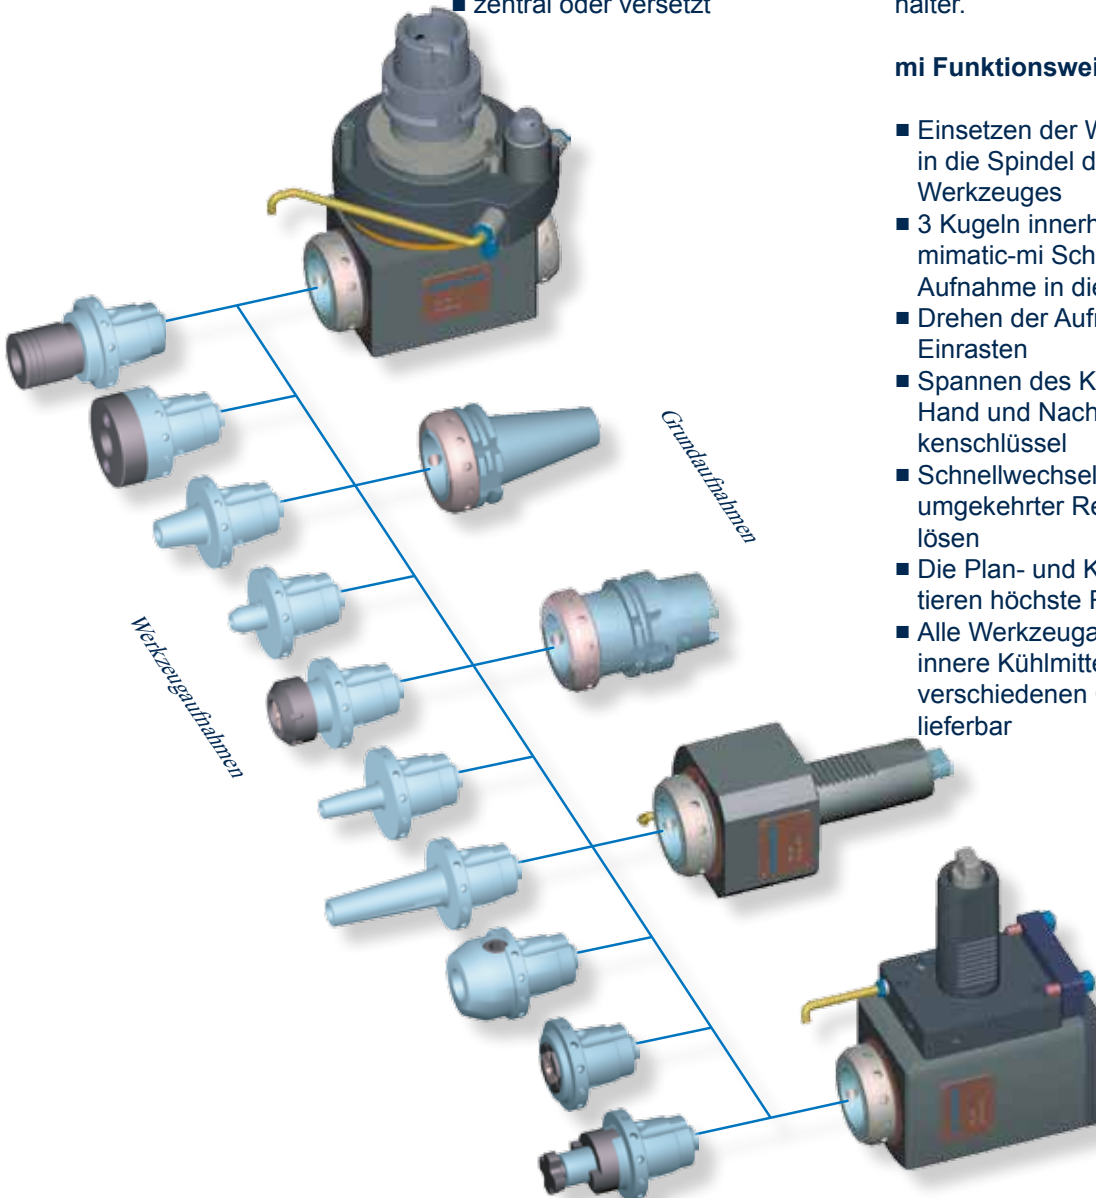 ■ zentral oder versetzt
halter.
mi Funktionswei
■ Einsetzen der W
in die Spindel d
Werkzeuges
■ 3 Kugeln innerh
mimatic-mi Sch
Aufnahme in die
■ Drehen der Aufn
Einrasten
■ Spannen des K
Hand und Nach
kenschlüssel
■ Schnellwechsel
umgekehrter Re
lösen
■ Die Plan- und K
tieren höchste P
■ Alle Werkzeuga
innere Kühlmitte
verschiedenen
lieferbar
Grundaufnahmen
Werkzeugaufnahmen